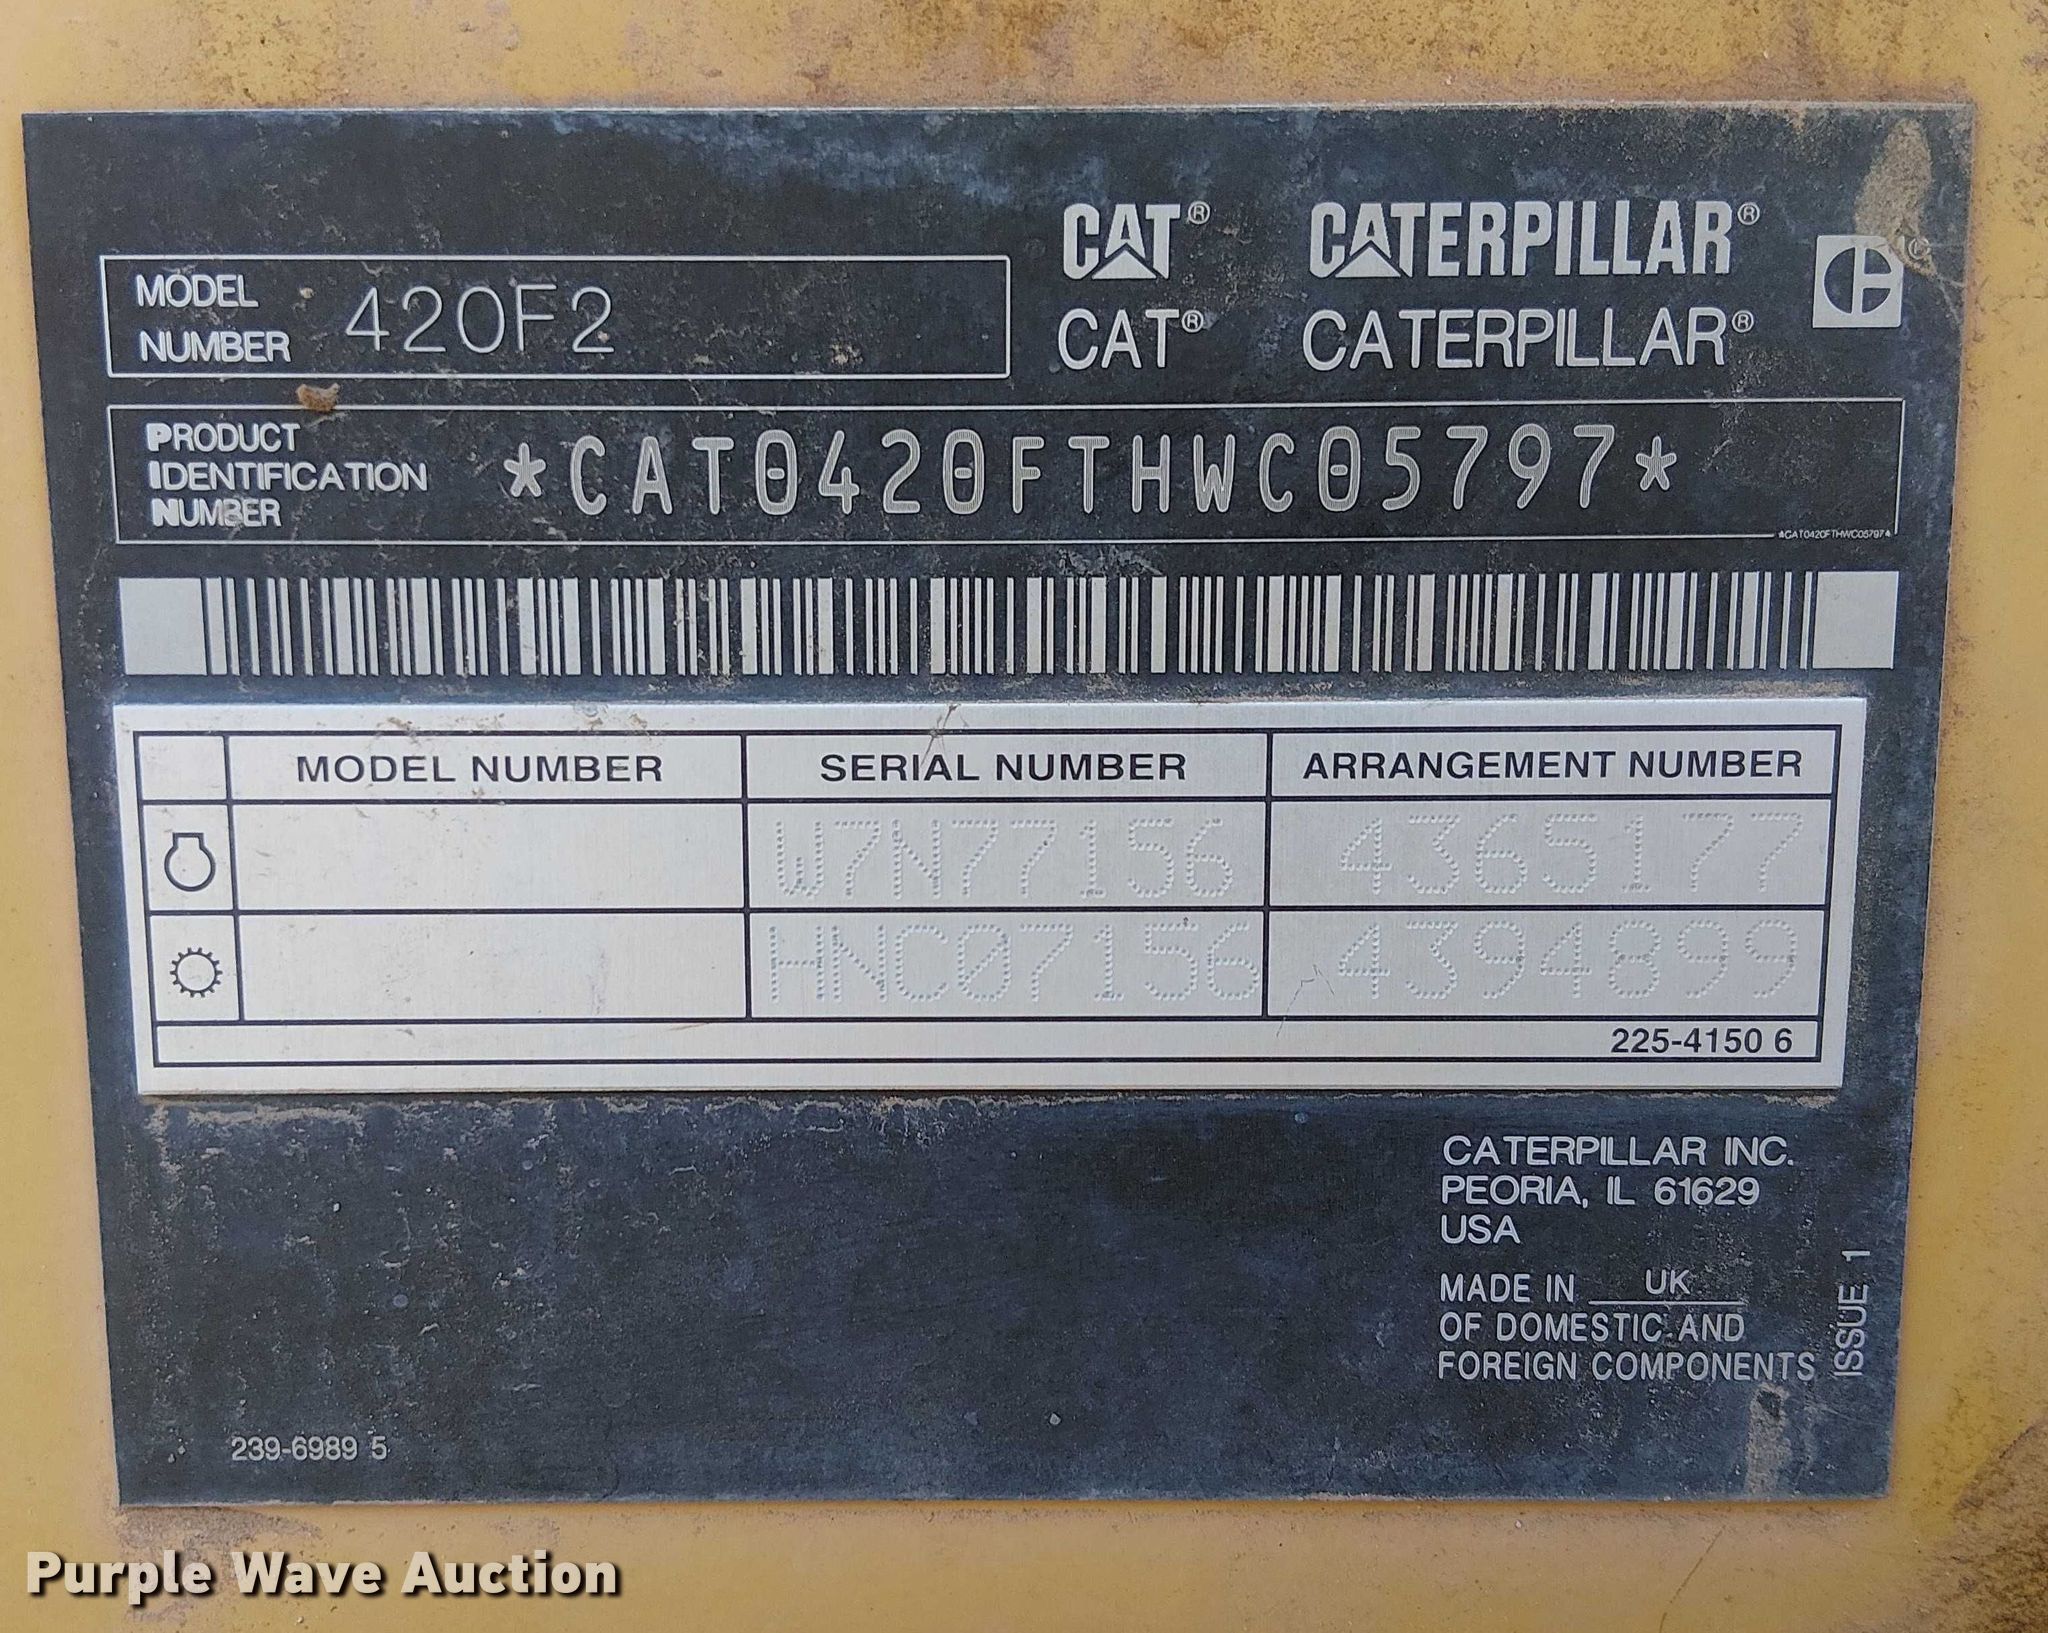 CAT® CATERPILLAR®
CAT® CATERPILLAR®
MODEL
NUMBER 420F2
PRODUCT
IDENTIFICATION
NUMBER
*CAT0420FTHWC05797*
*CAT0420FTHWC05797*
MODEL NUMBER SERIAL NUMBER ARRANGEMENT NUMBER
W7N77156 4365177
HNC07156 4394899
225-4150 6
CATERPILLAR INC.
PEORIA, IL 61629
USA
MADE IN UK
OF DOMESTIC AND
FOREIGN COMPONENTS
ISSUE 1
239-6989 5
Purple Wave Auction